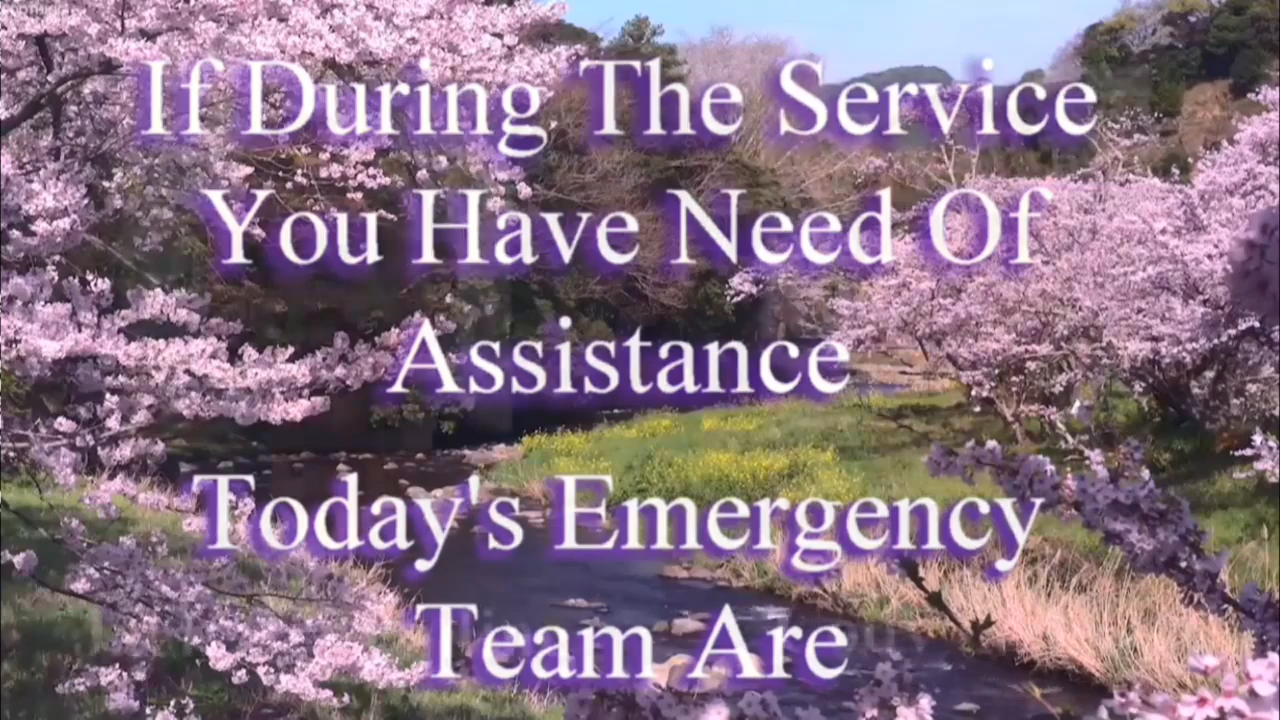 If During The Service
You Have Need Of
Assistance
Today's Emergency
Team Are